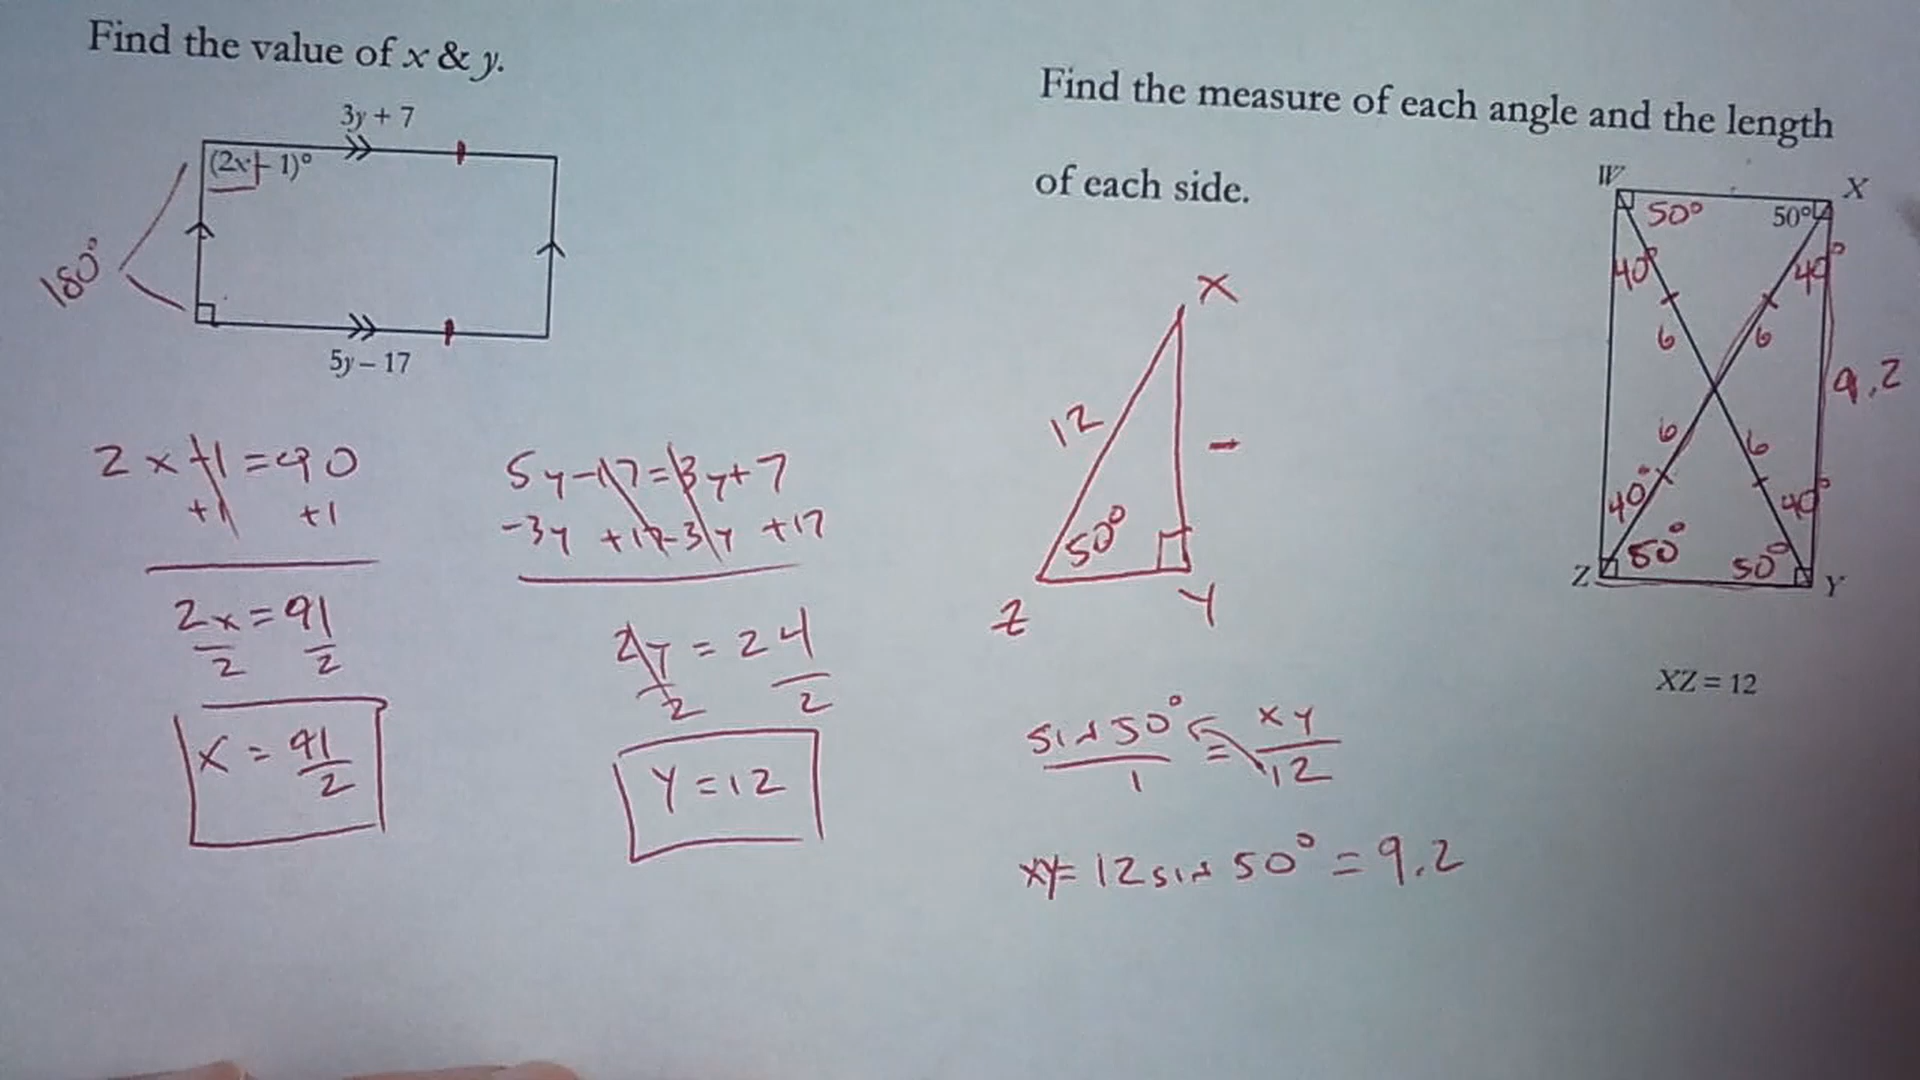 Find the value of x & y.
3y + 7
(2x – 1)°
180°
5y – 17
2x – 1 = 90
+1 +1
2x = 91
2 2
x = 91
2
5y – 17 = 3y + 7
-3y +17 -3y +17
2y = 24
2 2
y = 12
Find the measure of each angle and the length
of each side.
X
12
50°
Z
Y
sin 50° = XY
1 12
XY = 12 sin 50° = 9.2
W X
50° 50°
40° 40°
6 6
9.2
6 6
40° 40°
50° 50°
Z Y
XZ = 12